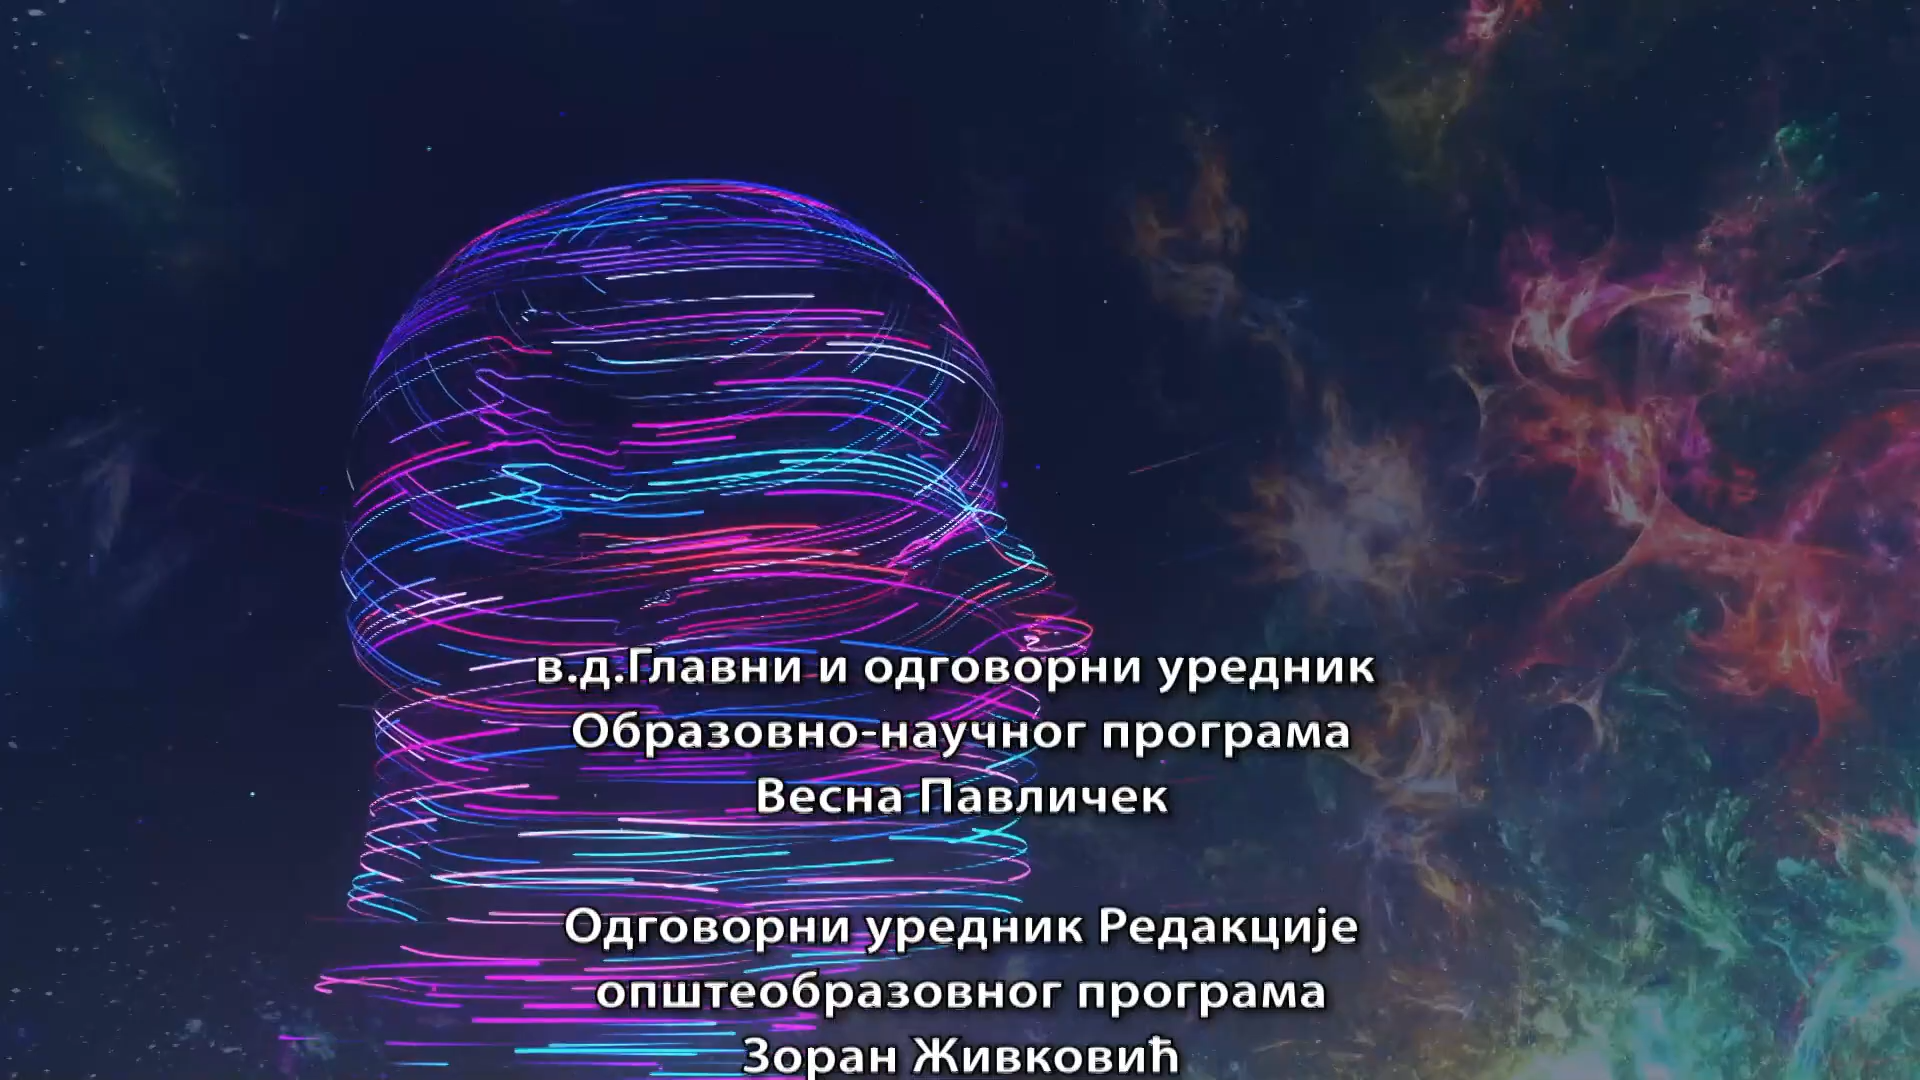 в.д.Главни и одговорни уредник
Образовно-научног програма
Весна Павличек
Одговорни уредник Редакције
општеобразовног програма
Зоран Живковић